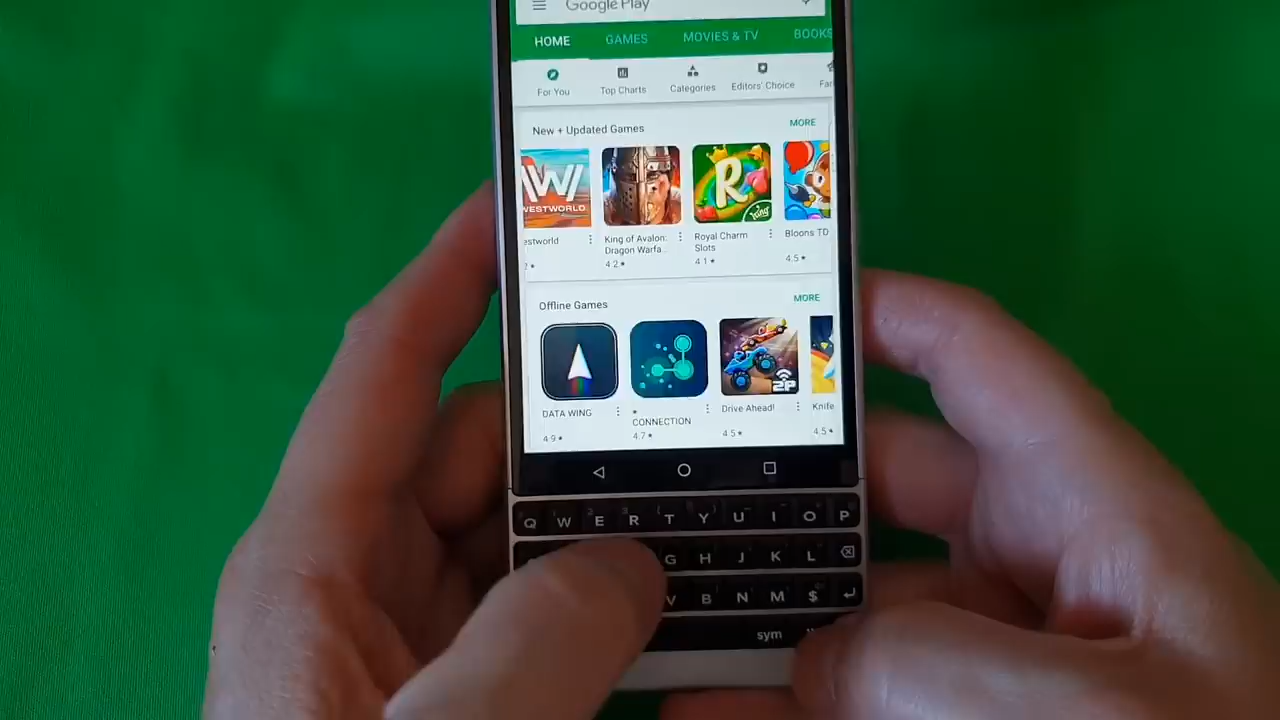 Google Play
HOME GAMES MOVIES & TV BOOKS
For You Top Charts Categories Editors' Choice
New + Updated Games MORE
WESTWORLD
R
King
estworld King of Avalon: Royal Charm Bloons TD
Dragon Warfa... Slots
4.2★ 4.1★ 4.5★
Offline Games MORE
2P
DATA WING CONNECTION Drive Ahead! Knife
4.9★ 4.7★ 4.5★ 4.5★
Q W E R T Y U I O P
G H J K L
V B N M $
sym